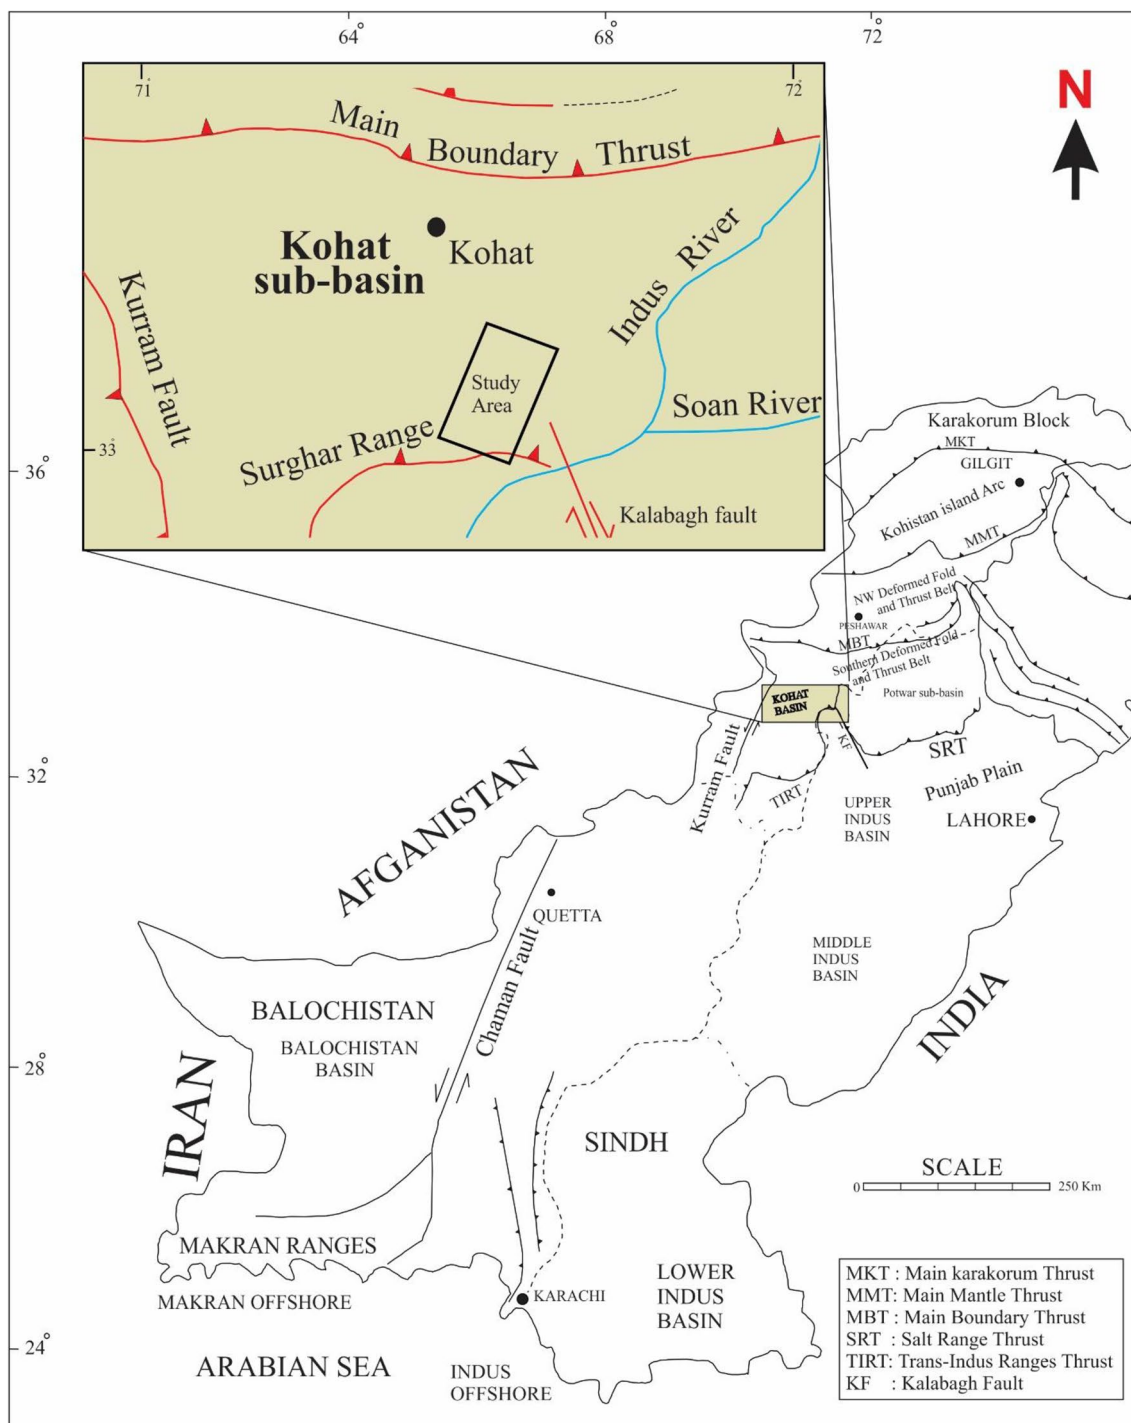 64°
68°
72°
71°
72°
N
Main
Boundary Thrust
Kohat
sub-basin
Kohat
Indus River
Kurram Fault
Study
Area
Soan River
33°
Surghar Range
Kalabagh fault
36°
Karakorum Block
MKT
GILGIT
Kohistan island Arc
MMT
NW Deformed Fold
and Thrust Belt
PESHAWAR
MBT
Southern Deformed Fold
and Thrust Belt
Potwar sub-basin
KOHAT
BASIN
KF
SRT
Kurram Fault
TIRT
32°
Punjab Plain
UPPER
INDUS
BASIN
LAHORE
AFGANISTAN
QUETTA
Chaman Fault
MIDDLE
INDUS
BASIN
BALOCHISTAN
BALOCHISTAN
BASIN
INDIA
28°
IRAN
SINDH
SCALE
0 250 Km
MAKRAN RANGES
MAKRAN OFFSHORE
KARACHI
LOWER
INDUS
BASIN
24°
ARABIAN SEA
INDUS
OFFSHORE
MKT : Main karakorum Thrust
MMT: Main Mantle Thrust
MBT : Main Boundary Thrust
SRT : Salt Range Thrust
TIRT: Trans-Indus Ranges Thrust
KF : Kalabagh Fault